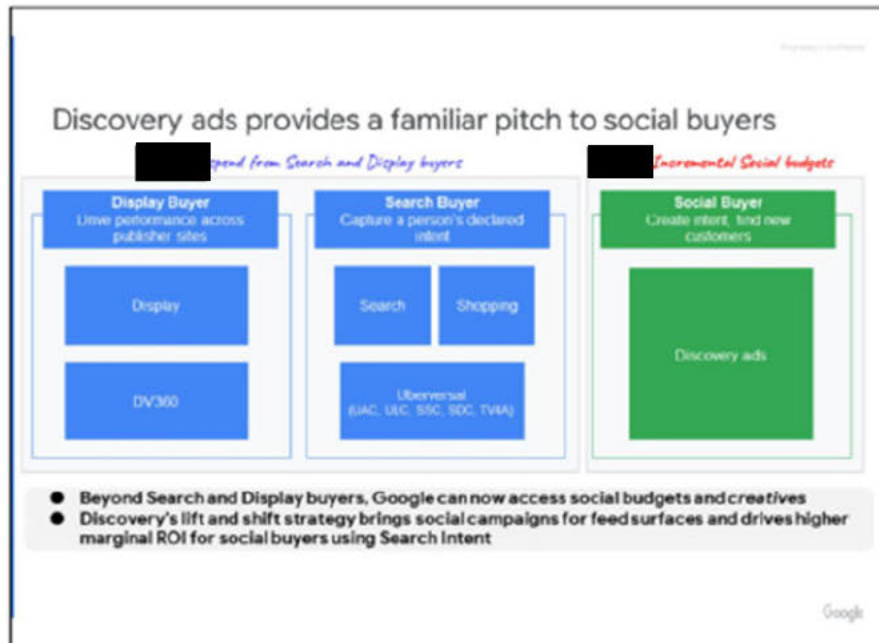 Proprietary + Confidential
Discovery ads provides a familiar pitch to social buyers
spend from Search and Display buyers
Incremental Social budgets
Display Buyer
Drive performance across
publisher sites
Search Buyer
Capture a person's declared
intent
Social Buyer
Create intent, find new
customers
Display
Search
Shopping
Discovery ads
DV360
Uberversal
(UAC, ULC, SSC, SDC, TV4A)
● Beyond Search and Display buyers, Google can now access social budgets and creatives
● Discovery's lift and shift strategy brings social campaigns for feed surfaces and drives higher
marginal ROI for social buyers using Search Intent
Google